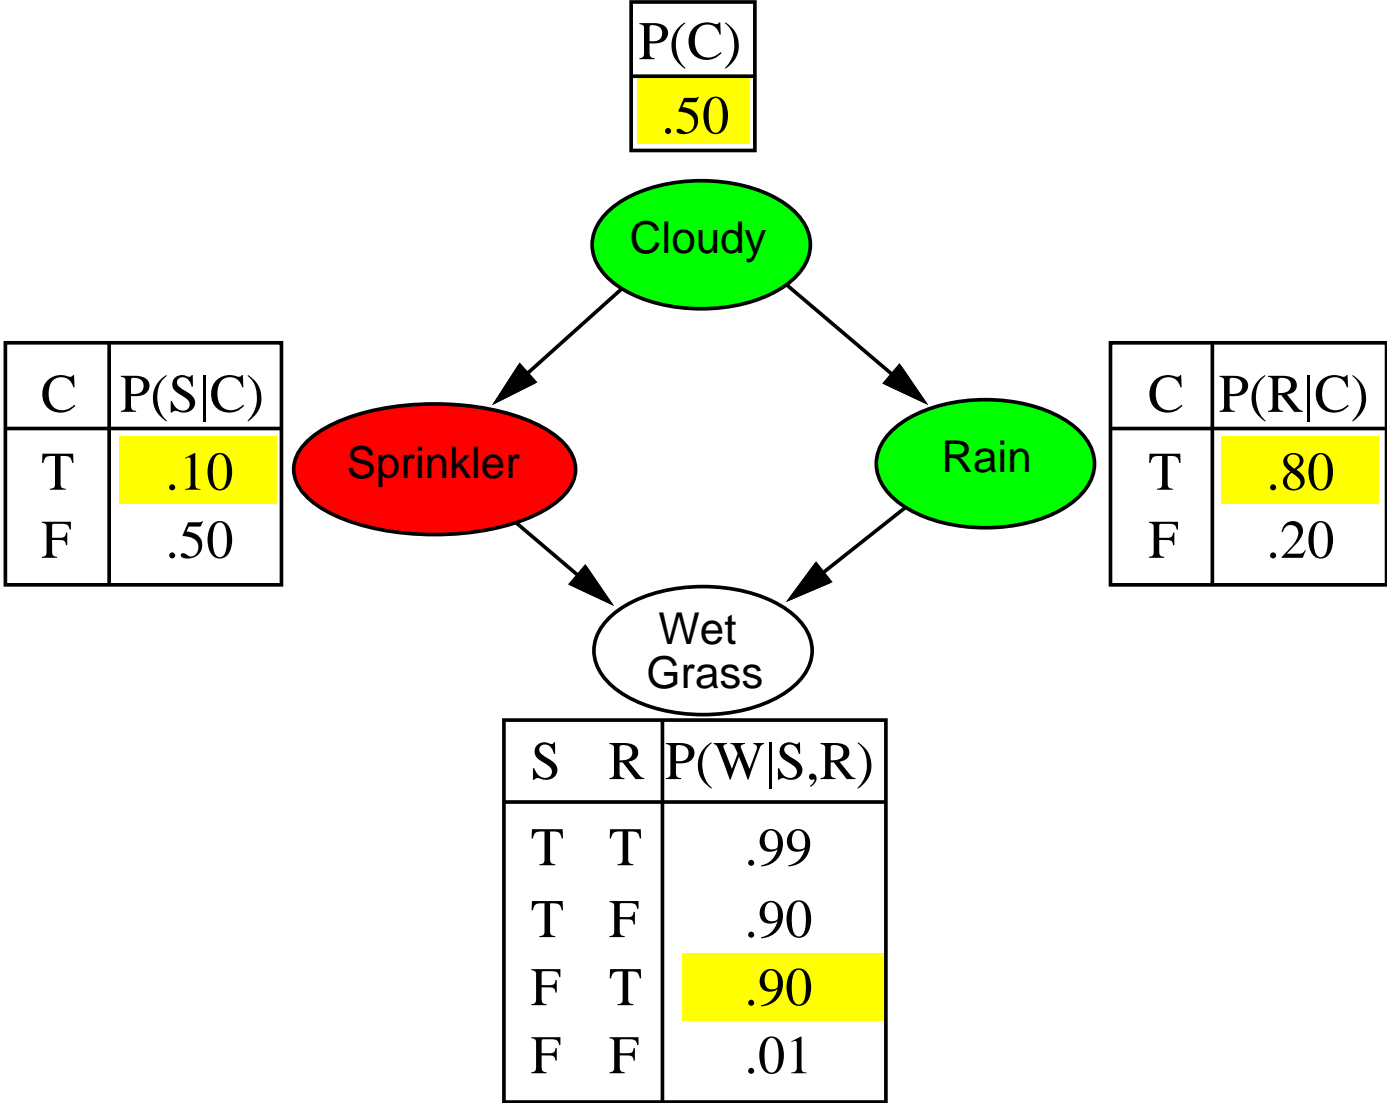 P(C)
.50
Cloudy
C P(S|C)
T .10
F .50
Sprinkler
Rain
C P(R|C)
T .80
F .20
Wet
Grass
S R P(W|S,R)
T T .99
T F .90
F T .90
F F .01